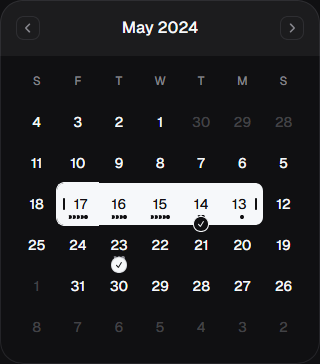 May 2024
S F T W T M S
4 3 2 1 30 29 28
11 10 9 8 7 6 5
18 17 16 15 14 13 12
25 24 23 22 21 20 19
1 31 30 29 28 27 26
8 7 6 5 4 3 2